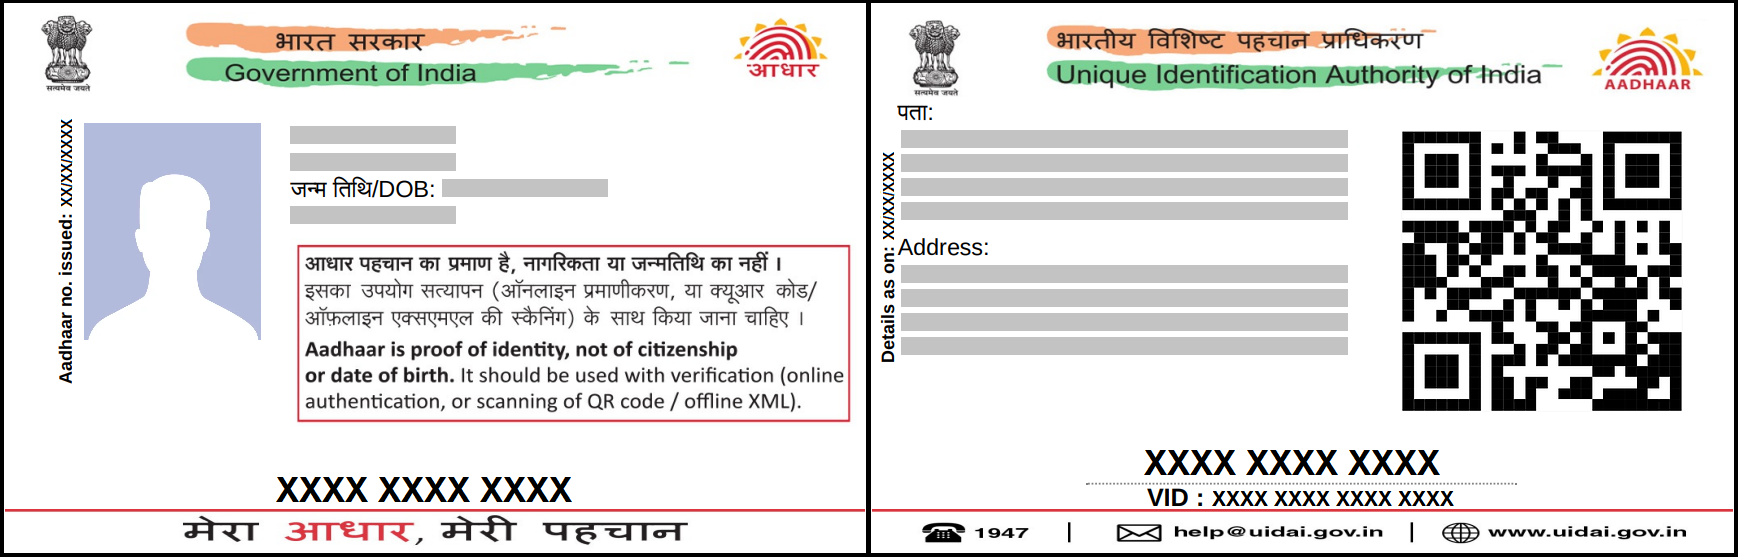 सत्यमेव जयते
भारत सरकार
Government of India
आधार
Aadhaar no. issued: XX/XX/XXXX
जन्म तिथि/DOB:
आधार पहचान का प्रमाण है, नागरिकता या जन्मतिथि का नहीं ।
इसका उपयोग सत्यापन (ऑनलाइन प्रमाणीकरण, या क्यूआर कोड/
ऑफ़लाइन एक्सएमएल की स्कैनिंग) के साथ किया जाना चाहिए ।
Aadhaar is proof of identity, not of citizenship
or date of birth. It should be used with verification (online
authentication, or scanning of QR code / offline XML).
XXXX XXXX XXXX
मेरा आधार, मेरी पहचान
सत्यमेव जयते
भारतीय विशिष्ट पहचान प्राधिकरण
Unique Identification Authority of India
AADHAAR
पता:
Details as on: XX/XX/XXXX
Address:
XXXX XXXX XXXX
VID : XXXX XXXX XXXX XXXX
1947 | help@uidai.gov.in | www.uidai.gov.in